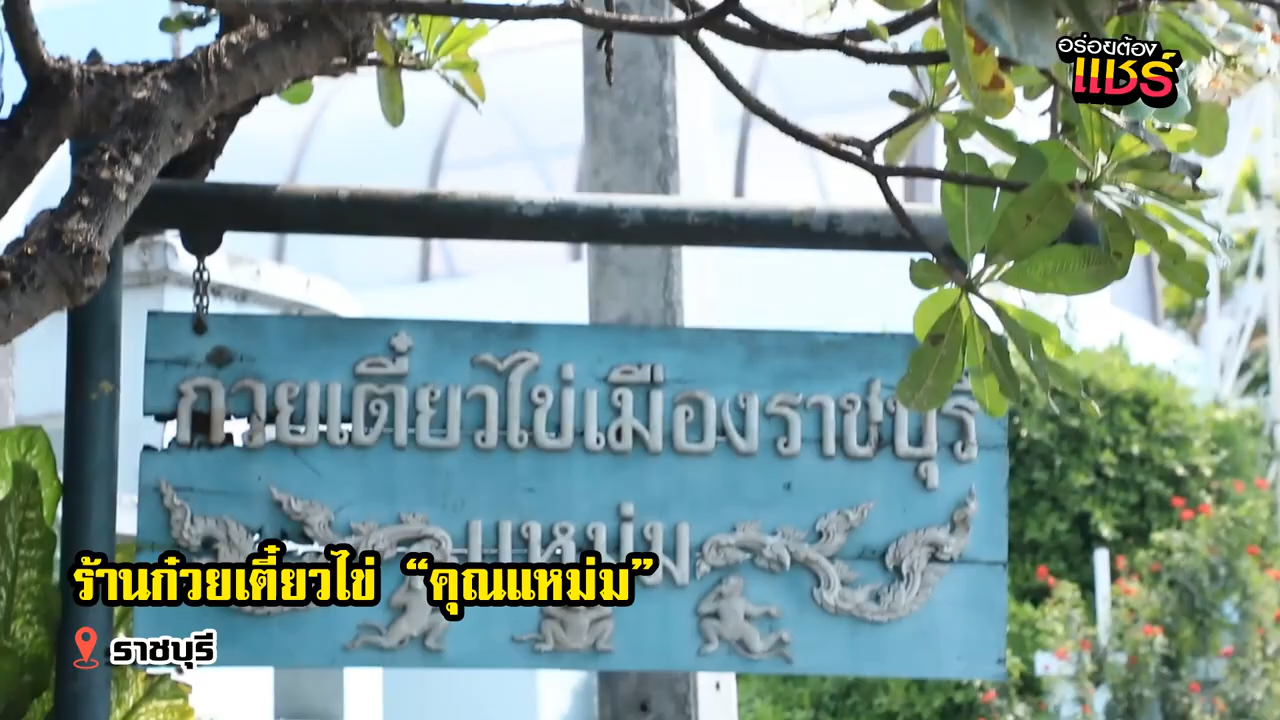 อร่อยต้อง
แชร์
ก๋วยเตี๋ยวไข่เมืองราชบุรี
แหม่ม
ร้านก๋วยเตี๋ยวไข่ “คุณแหม่ม”
ราชบุรี